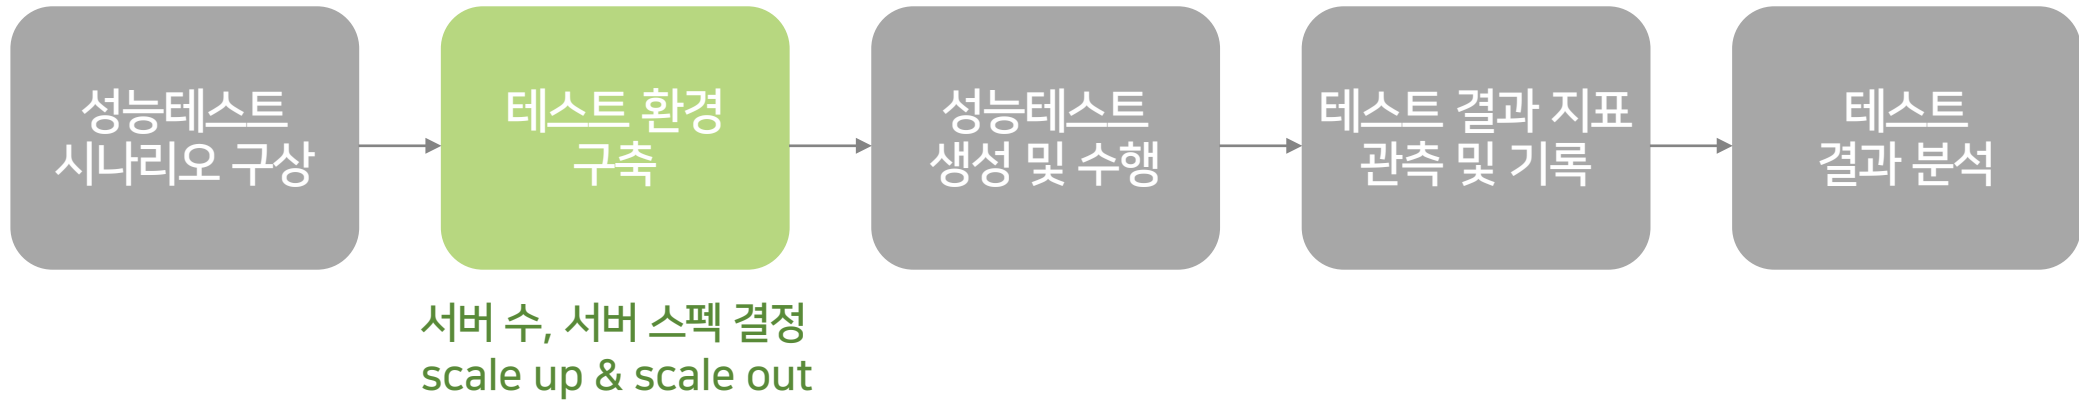 성능테스트
시나리오 구상
테스트 환경
구축
성능테스트
생성 및 수행
테스트 결과 지표
관측 및 기록
테스트
결과 분석
서버 수, 서버 스펙 결정
scale up & scale out